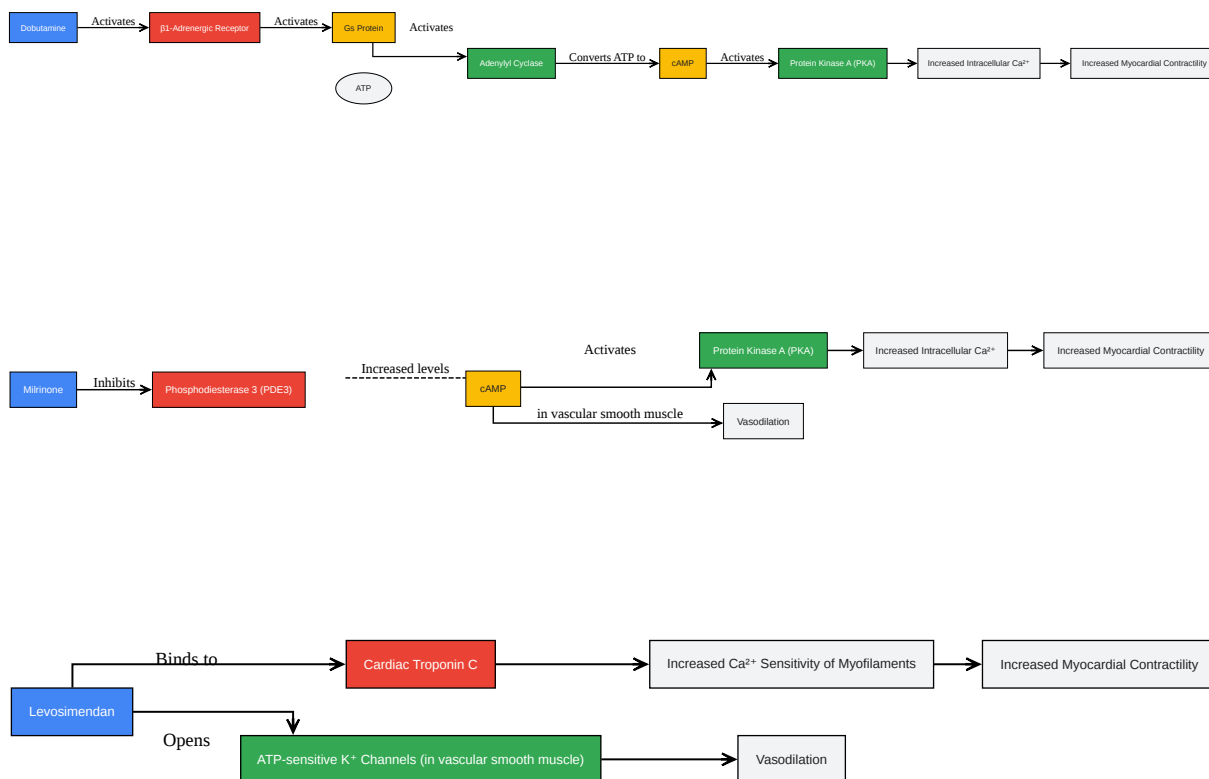 Dobutamine
Activates
β1-Adrenergic Receptor
Activates
Gs Protein
Activates
Adenylyl Cyclase
Converts ATP to
cAMP
Activates
Protein Kinase A (PKA)
Increased Intracellular Ca²⁺
Increased Myocardial Contractility
ATP
Milrinone
Inhibits
Phosphodiesterase 3 (PDE3)
Increased levels
cAMP
Activates
Protein Kinase A (PKA)
Increased Intracellular Ca²⁺
Increased Myocardial Contractility
in vascular smooth muscle
Vasodilation
Levosimendan
Binds to
Cardiac Troponin C
Increased Ca²⁺ Sensitivity of Myofilaments
Increased Myocardial Contractility
Opens
ATP-sensitive K⁺ Channels (in vascular smooth muscle)
Vasodilation